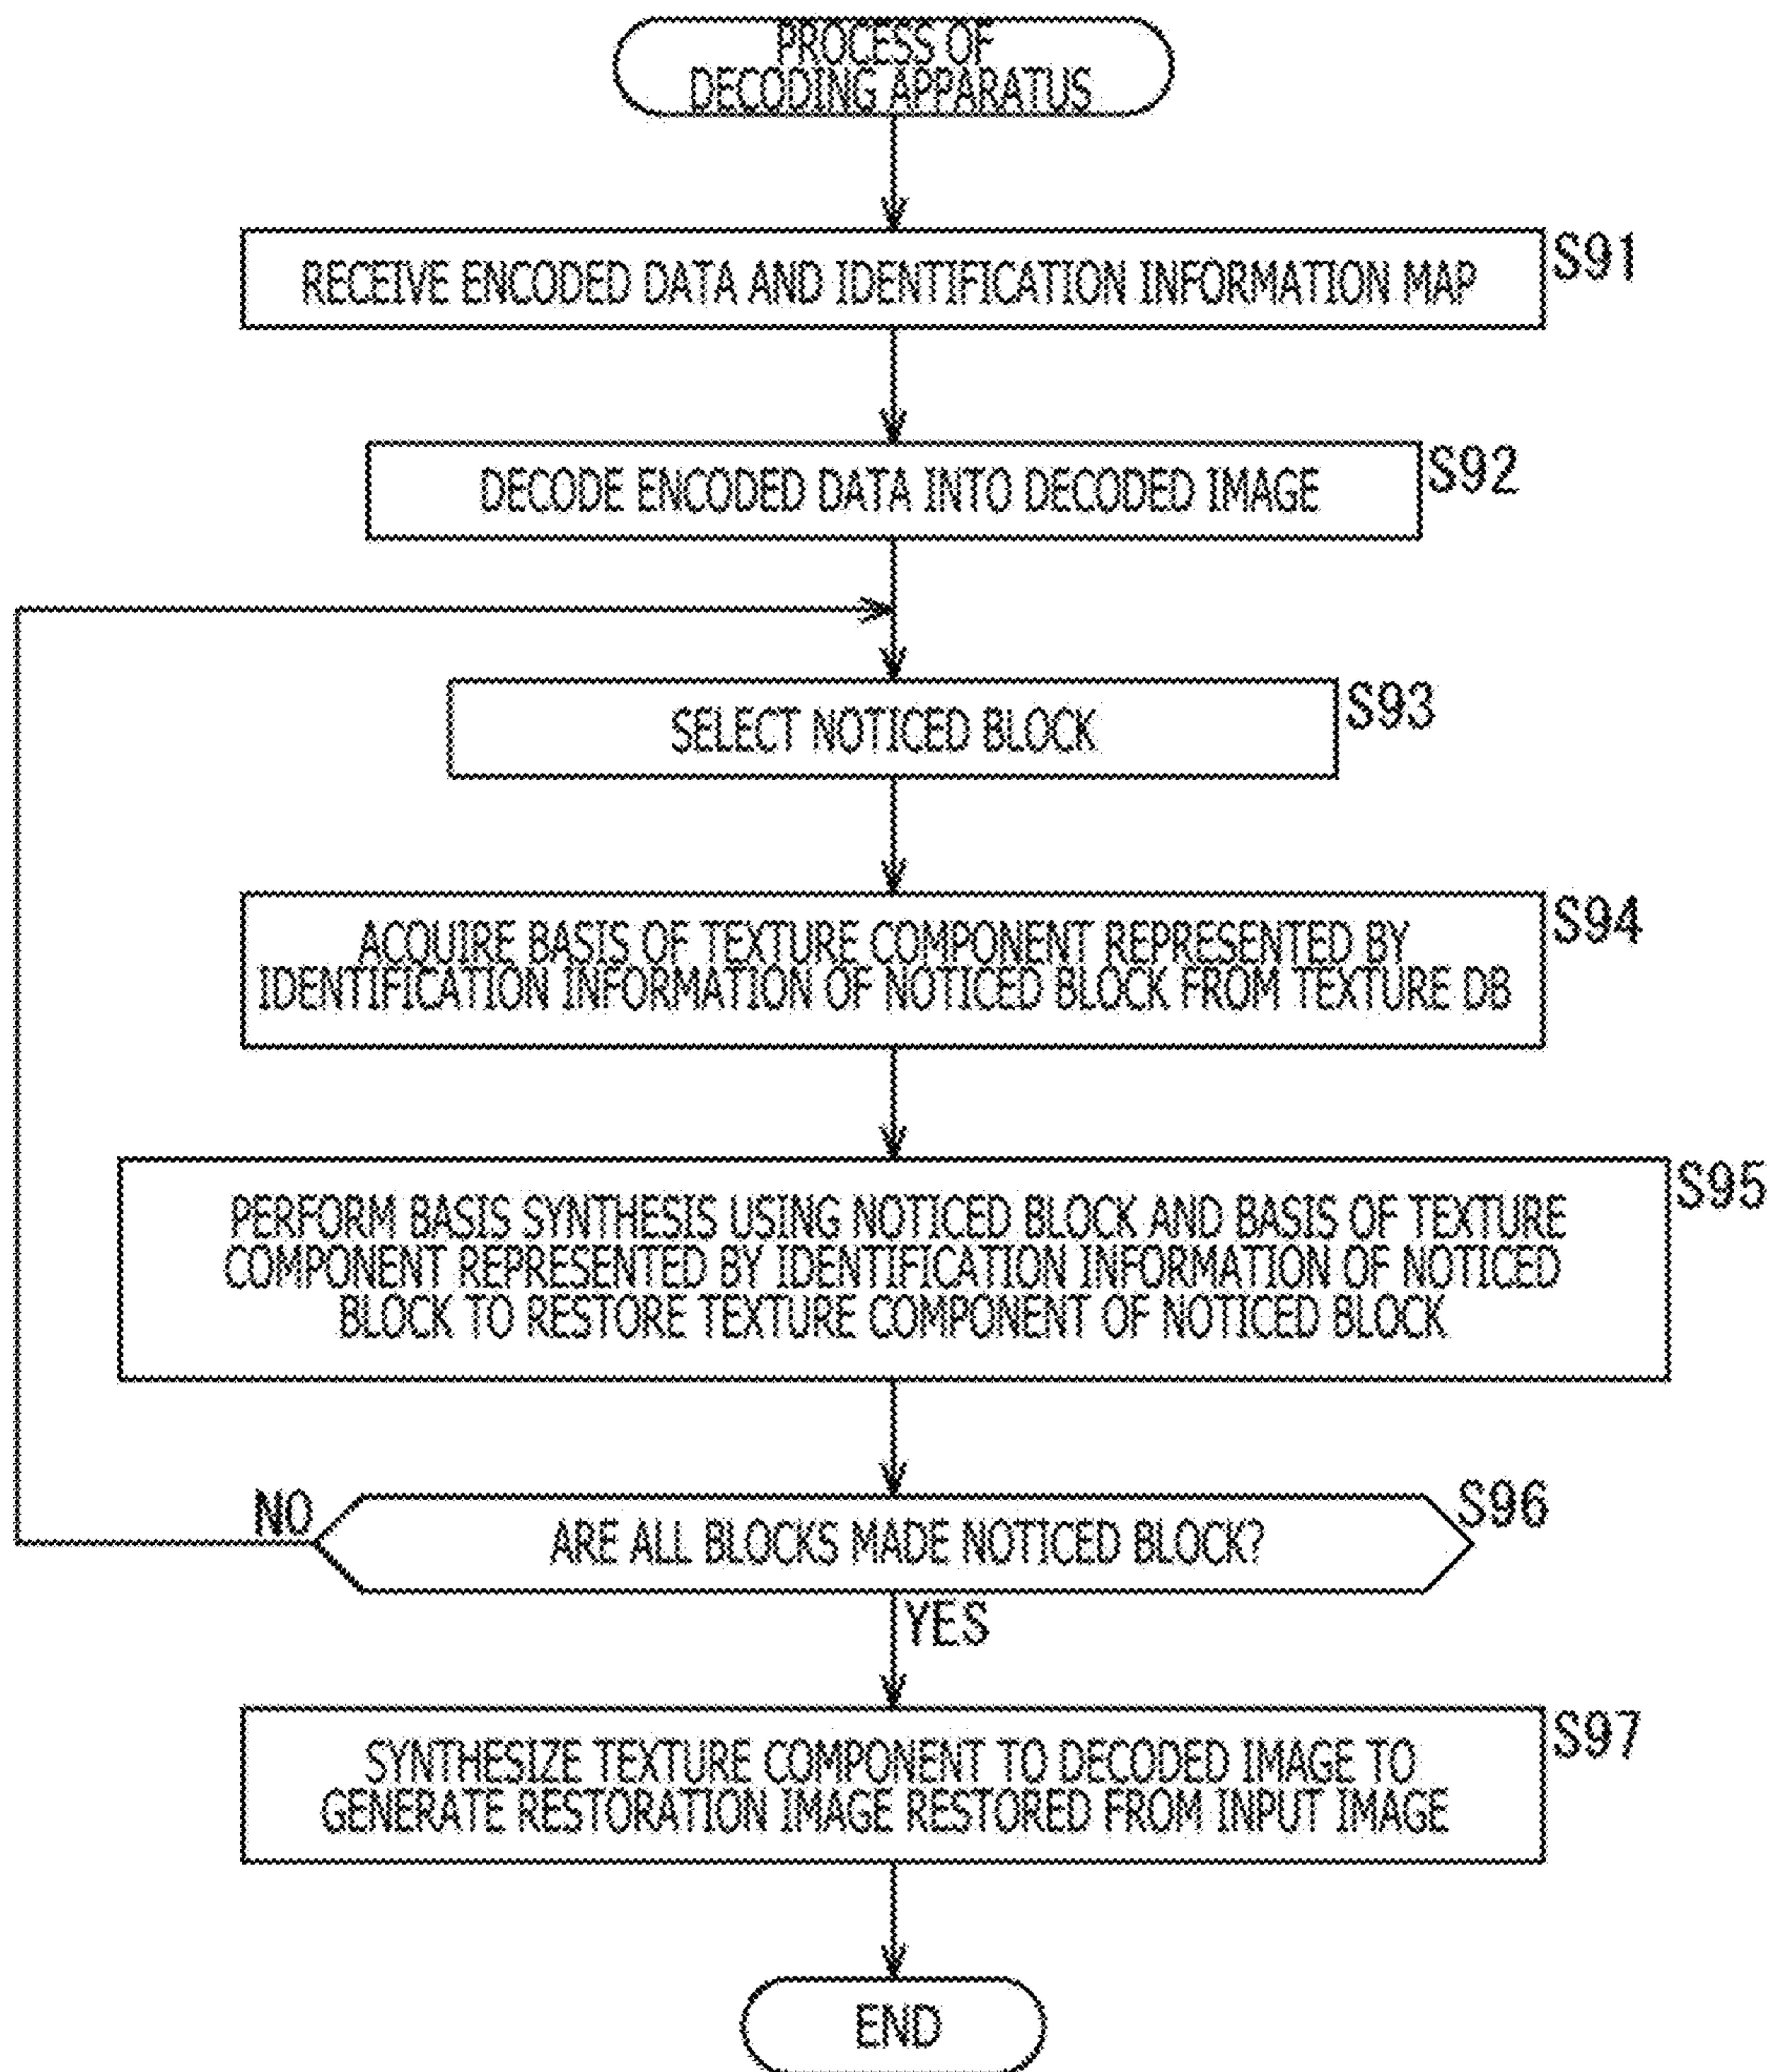 PROCESS OF
DECODING APPARATUS
S91
RECEIVE ENCODED DATA AND IDENTIFICATION INFORMATION MAP
S92
DECODE ENCODED DATA INTO DECODED IMAGE
S93
SELECT NOTICED BLOCK
S94
ACQUIRE BASIS OF TEXTURE COMPONENT REPRESENTED BY
IDENTIFICATION INFORMATION OF NOTICED BLOCK FROM TEXTURE DB
S95
PERFORM BASIS SYNTHESIS USING NOTICED BLOCK AND BASIS OF TEXTURE
COMPONENT REPRESENTED BY IDENTIFICATION INFORMATION OF NOTICED
BLOCK TO RESTORE TEXTURE COMPONENT OF NOTICED BLOCK
S96
NO
ARE ALL BLOCKS MADE NOTICED BLOCK?
YES
S97
SYNTHESIZE TEXTURE COMPONENT TO DECODED IMAGE TO
GENERATE RESTORATION IMAGE RESTORED FROM INPUT IMAGE
END